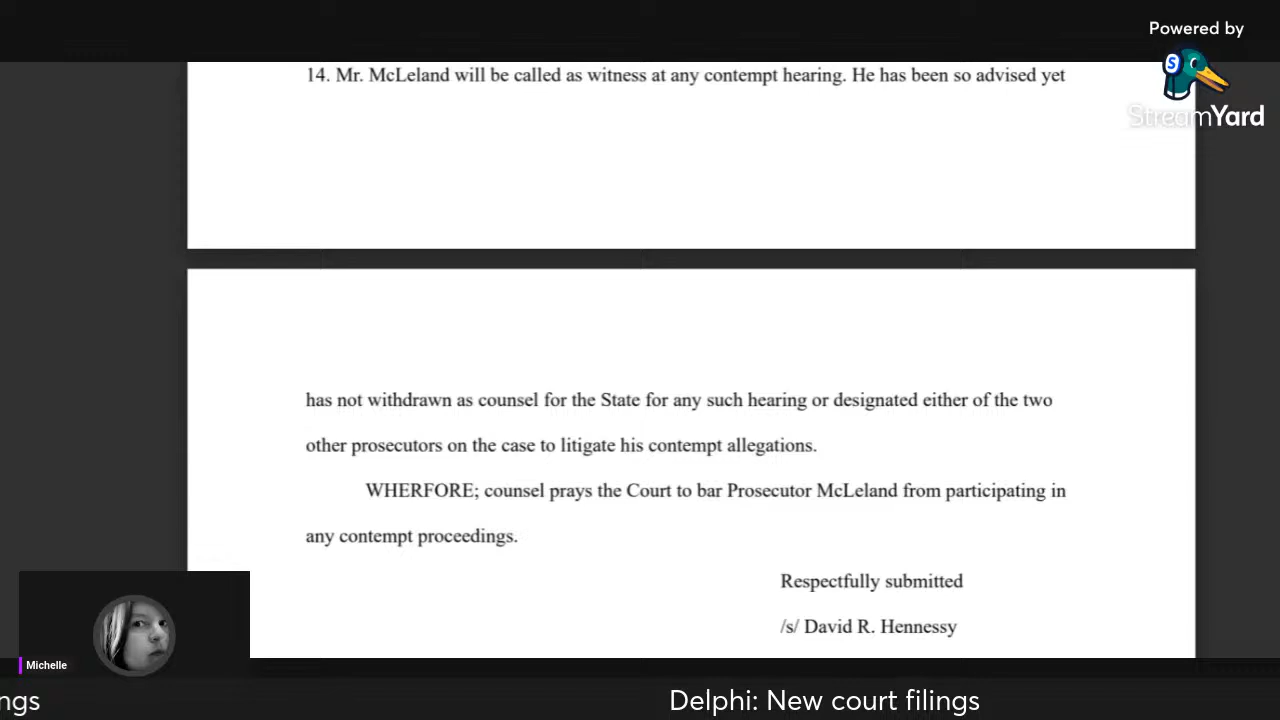 Powered by
S
StreamYard
14. Mr. McLeland will be called as witness at any contempt hearing. He has been so advised yet
has not withdrawn as counsel for the State for any such hearing or designated either of the two
other prosecutors on the case to litigate his contempt allegations.
WHERFORE; counsel prays the Court to bar Prosecutor McLeland from participating in
any contempt proceedings.
Respectfully submitted
/s/ David R. Hennessy
Michelle
ngs
Delphi: New court filings